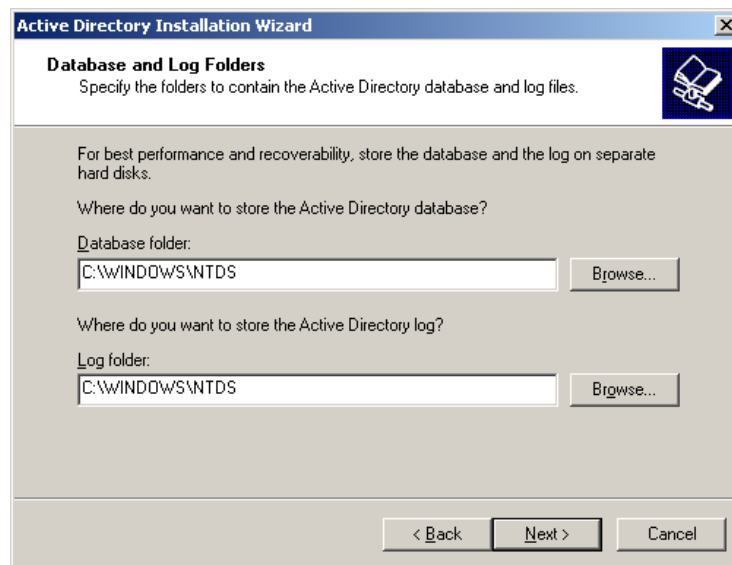 Active Directory Installation Wizard
Database and Log Folders
Specify the folders to contain the Active Directory database and log files.
For best performance and recoverability, store the database and the log on separate
hard disks.
Where do you want to store the Active Directory database?
Database folder:
C:\WINDOWS\NTDS
Browse...
Where do you want to store the Active Directory log?
Log folder:
C:\WINDOWS\NTDS
Browse...
< Back Next > Cancel